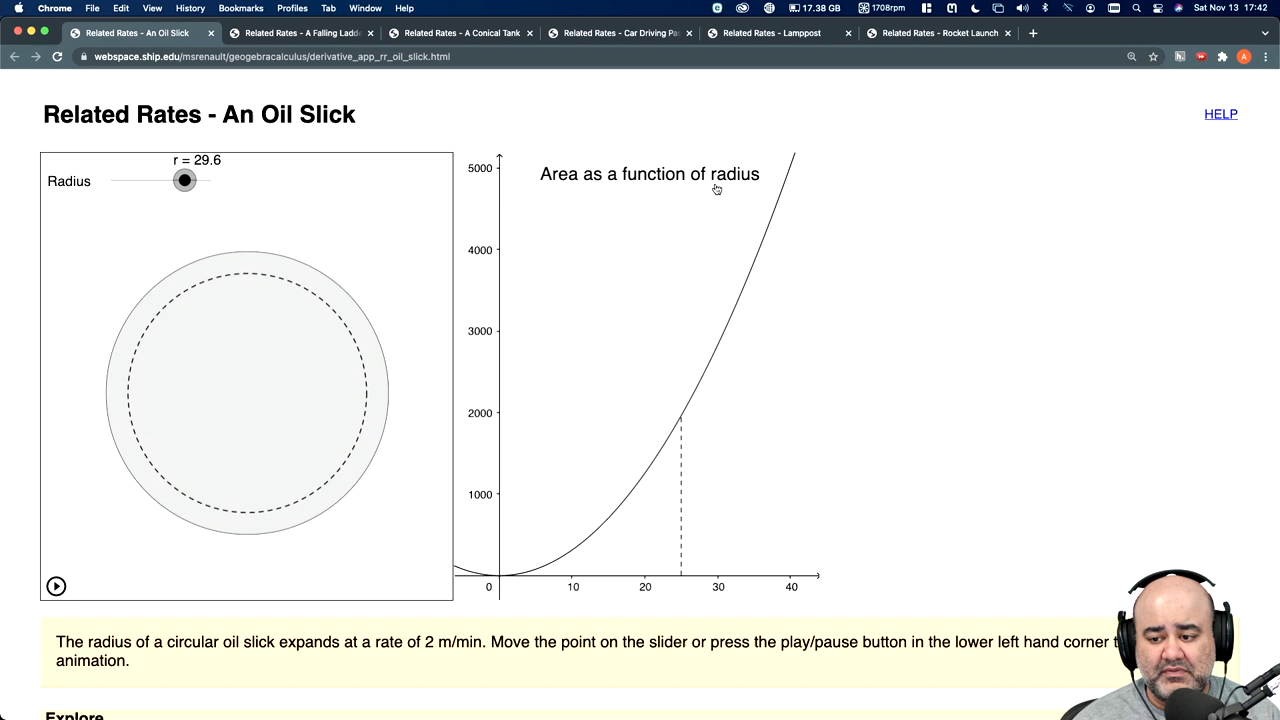 Chrome File Edit View History Bookmarks Profiles Tab Window Help 17.38 GB 1708rpm Sat Nov 13 17:42
Related Rates - An Oil Slick Related Rates - A Falling Ladde Related Rates - A Conical Tank Related Rates - Car Driving Pa Related Rates - Lamppost Related Rates - Rocket Launch
webspace.ship.edu/msrenault/geogebracalculus/derivative_app_rr_oil_slick.html
Related Rates - An Oil Slick
HELP
r = 29.6
Radius
Area as a function of radius
5000
4000
3000
2000
1000
0 10 20 30 40
The radius of a circular oil slick expands at a rate of 2 m/min. Move the point on the slider or press the play/pause button in the lower left hand corner
animation.
Explore